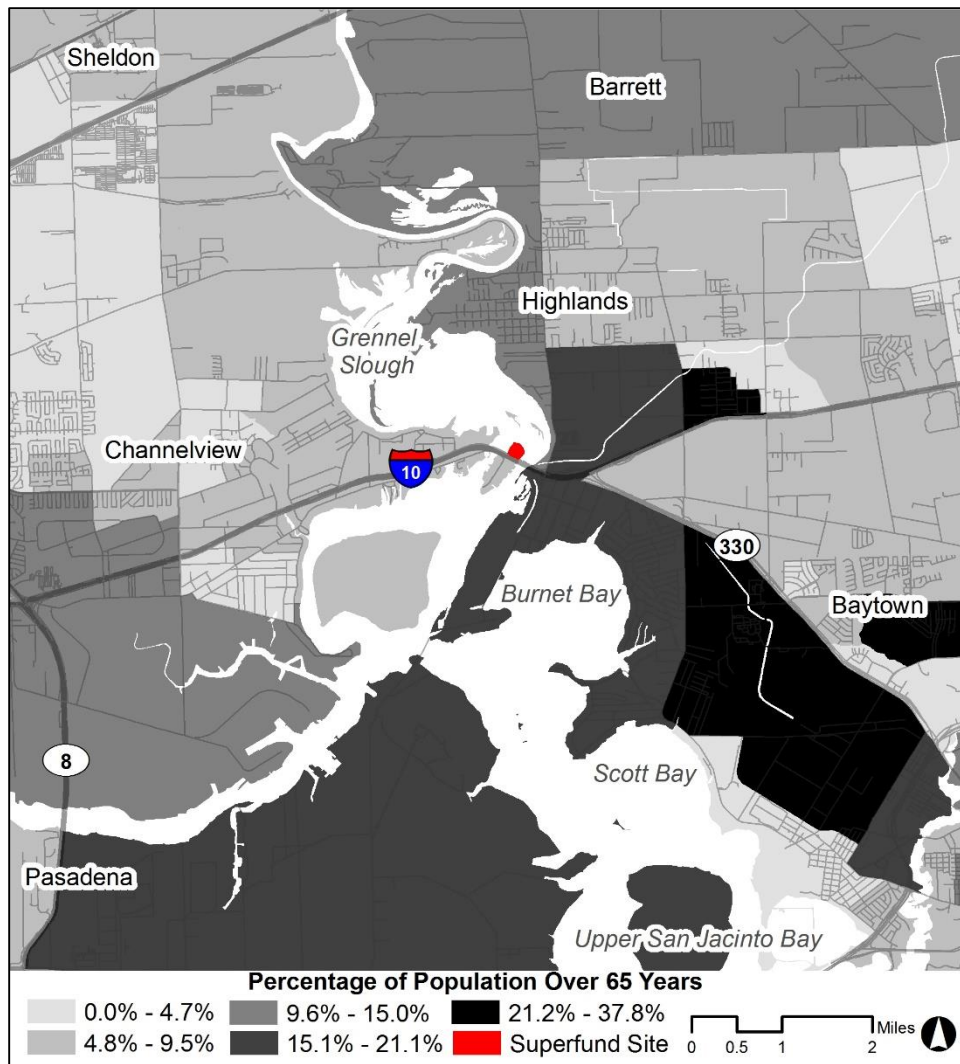 Sheldon
Barrett
Highlands
Grennel
Slough
Channelview
10
330
Burnet Bay
Baytown
8
Scott Bay
Pasadena
Upper San Jacinto Bay
Percentage of Population Over 65 Years
0.0% - 4.7%
9.6% - 15.0%
21.2% - 37.8%
4.8% - 9.5%
15.1% - 21.1%
Superfund Site
Miles
0 0.5 1 2